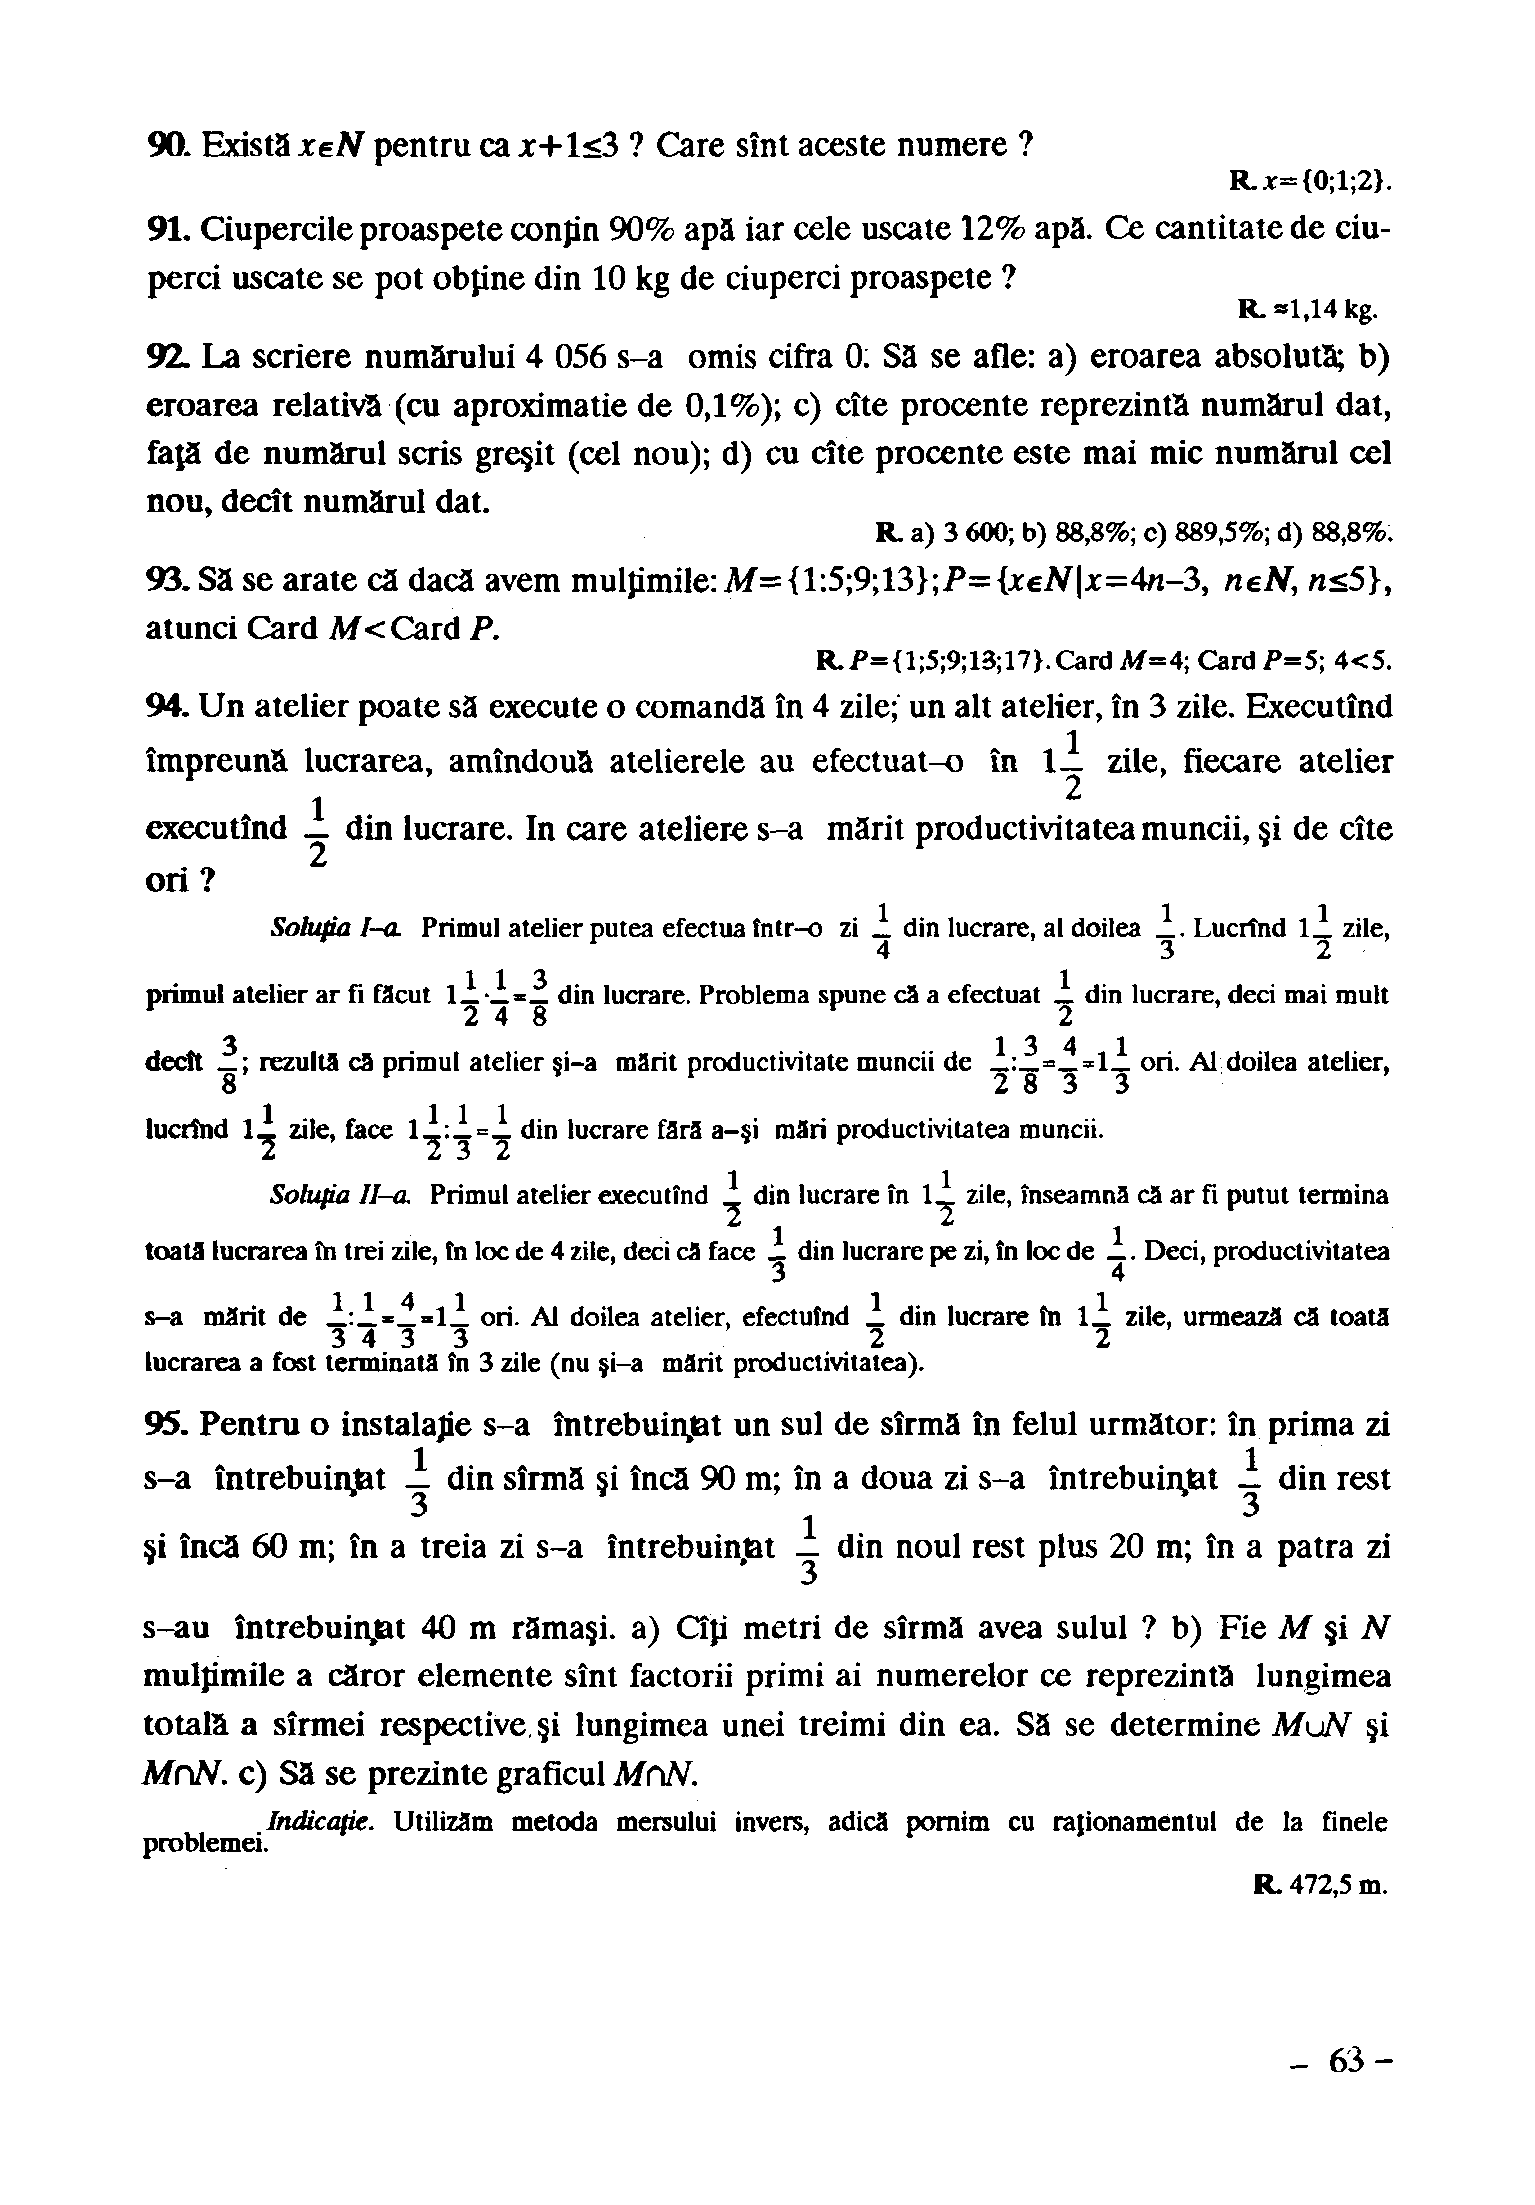 90. Există x∈N pentru ca x+1≤3 ? Care sînt aceste numere ?
R. x={0;1;2}.
91. Ciupercile proaspete conţin 90% apă iar cele uscate 12% apă. Ce cantitate de ciu-
perci uscate se pot obţine din 10 kg de ciuperci proaspete ?
R. ≈1,14 kg.
92. La scriere numărului 4 056 s–a omis cifra 0. Să se afle: a) eroarea absolută; b)
eroarea relativă (cu aproximatie de 0,1%); c) cîte procente reprezintă numărul dat,
faţă de numărul scris greşit (cel nou); d) cu cîte procente este mai mic numărul cel
nou, decît numărul dat.
R. a) 3 600; b) 88,8%; c) 889,5%; d) 88,8%.
93. Să se arate că dacă avem mulţimile: M={1:5;9;13};P={x∈N|x=4n–3, n∈N, n≤5},
atunci Card M<Card P.
R. P={1;5;9;13;17}. Card M=4; Card P=5; 4<5.
94. Un atelier poate să execute o comandă în 4 zile; un alt atelier, în 3 zile. Executînd
împreună lucrarea, amîndouă atelierele au efectuat–o în 1 1/2 zile, fiecare atelier
executînd 1/2 din lucrare. In care ateliere s–a mărit productivitatea muncii, şi de cîte
ori ?
Soluţia I–a. Primul atelier putea efectua într–o zi 1/4 din lucrare, al doilea 1/3. Lucrînd 1 1/2 zile,
primul atelier ar fi făcut 1 1/2 · 1/4 = 3/8 din lucrare. Problema spune că a efectuat 1/2 din lucrare, deci mai mult
decît 3/8; rezultă că primul atelier şi–a mărit productivitate muncii de 1/2 : 3/8 = 4/3 = 1 1/3 ori. Al doilea atelier,
lucrînd 1 1/2 zile, face 1 1/2 : 1/3 = 1/2 din lucrare fără a–şi mări productivitatea muncii.
Soluţia II–a. Primul atelier executînd 1/2 din lucrare în 1 1/2 zile, înseamnă că ar fi putut termina
toată lucrarea în trei zile, în loc de 4 zile, deci că face 1/3 din lucrare pe zi, în loc de 1/4. Deci, productivitatea
s–a mărit de 1/3 : 1/4 = 4/3 = 1 1/3 ori. Al doilea atelier, efectuînd 1/2 din lucrare în 1 1/2 zile, urmează că toată
lucrarea a fost terminată în 3 zile (nu şi–a mărit productivitatea).
95. Pentru o instalaţie s–a întrebuinţat un sul de sîrmă în felul următor: în prima zi
s–a întrebuinţat 1/3 din sîrmă şi încă 90 m; în a doua zi s–a întrebuinţat 1/3 din rest
şi încă 60 m; în a treia zi s–a întrebuinţat 1/3 din noul rest plus 20 m; în a patra zi
s–au întrebuinţat 40 m rămaşi. a) Cîţi metri de sîrmă avea sulul ? b) Fie M şi N
mulţimile a căror elemente sînt factorii primi ai numerelor ce reprezintă lungimea
totală a sîrmei respective şi lungimea unei treimi din ea. Să se determine M∪N şi
M∩N. c) Să se prezinte graficul M∩N.
Indicaţie. Utilizăm metoda mersului invers, adică pornim cu raţionamentul de la finele
problemei.
R. 472,5 m.
– 63 –